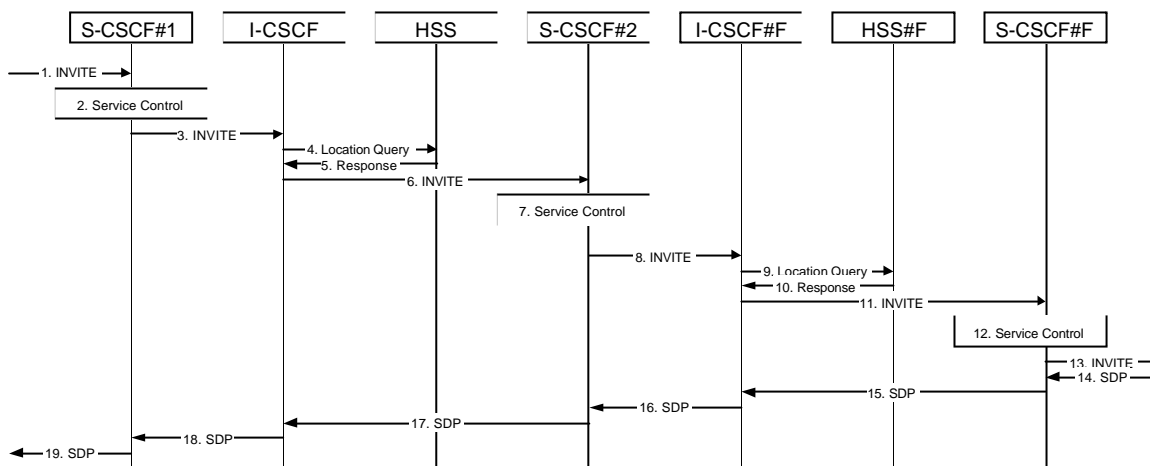 S-CSCF#1
I-CSCF
HSS
S-CSCF#2
I-CSCF#F
HSS#F
S-CSCF#F
1. INVITE
2. Service Control
3. INVITE
4. Location Query
5. Response
6. INVITE
7. Service Control
8. INVITE
9. Location Query
10. Response
11. INVITE
12. Service Control
13. INVITE
14. SDP
15. SDP
16. SDP
17. SDP
18. SDP
19. SDP